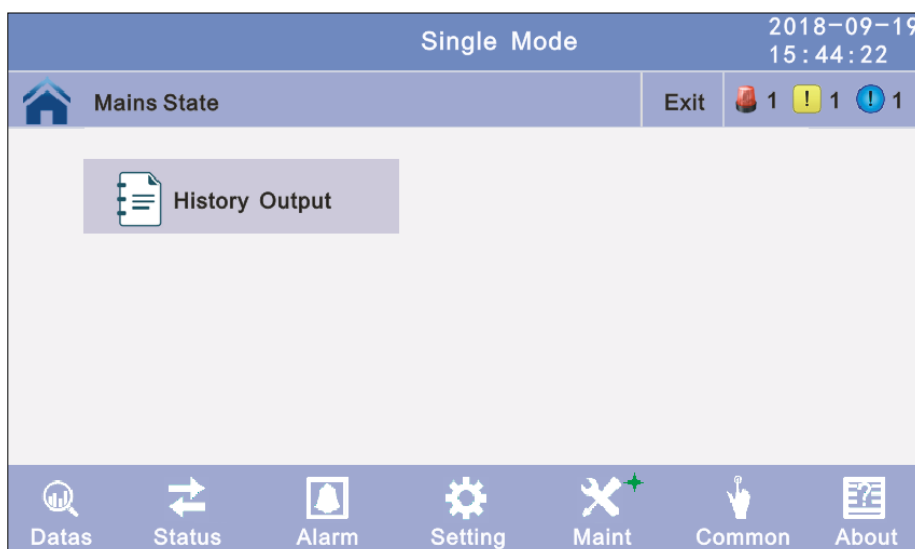 Single Mode
2018-09-19
15:44:22
Mains State
Exit
1
! 1
! 1
History Output
Datas
Status
Alarm
Setting
Maint
Common
About